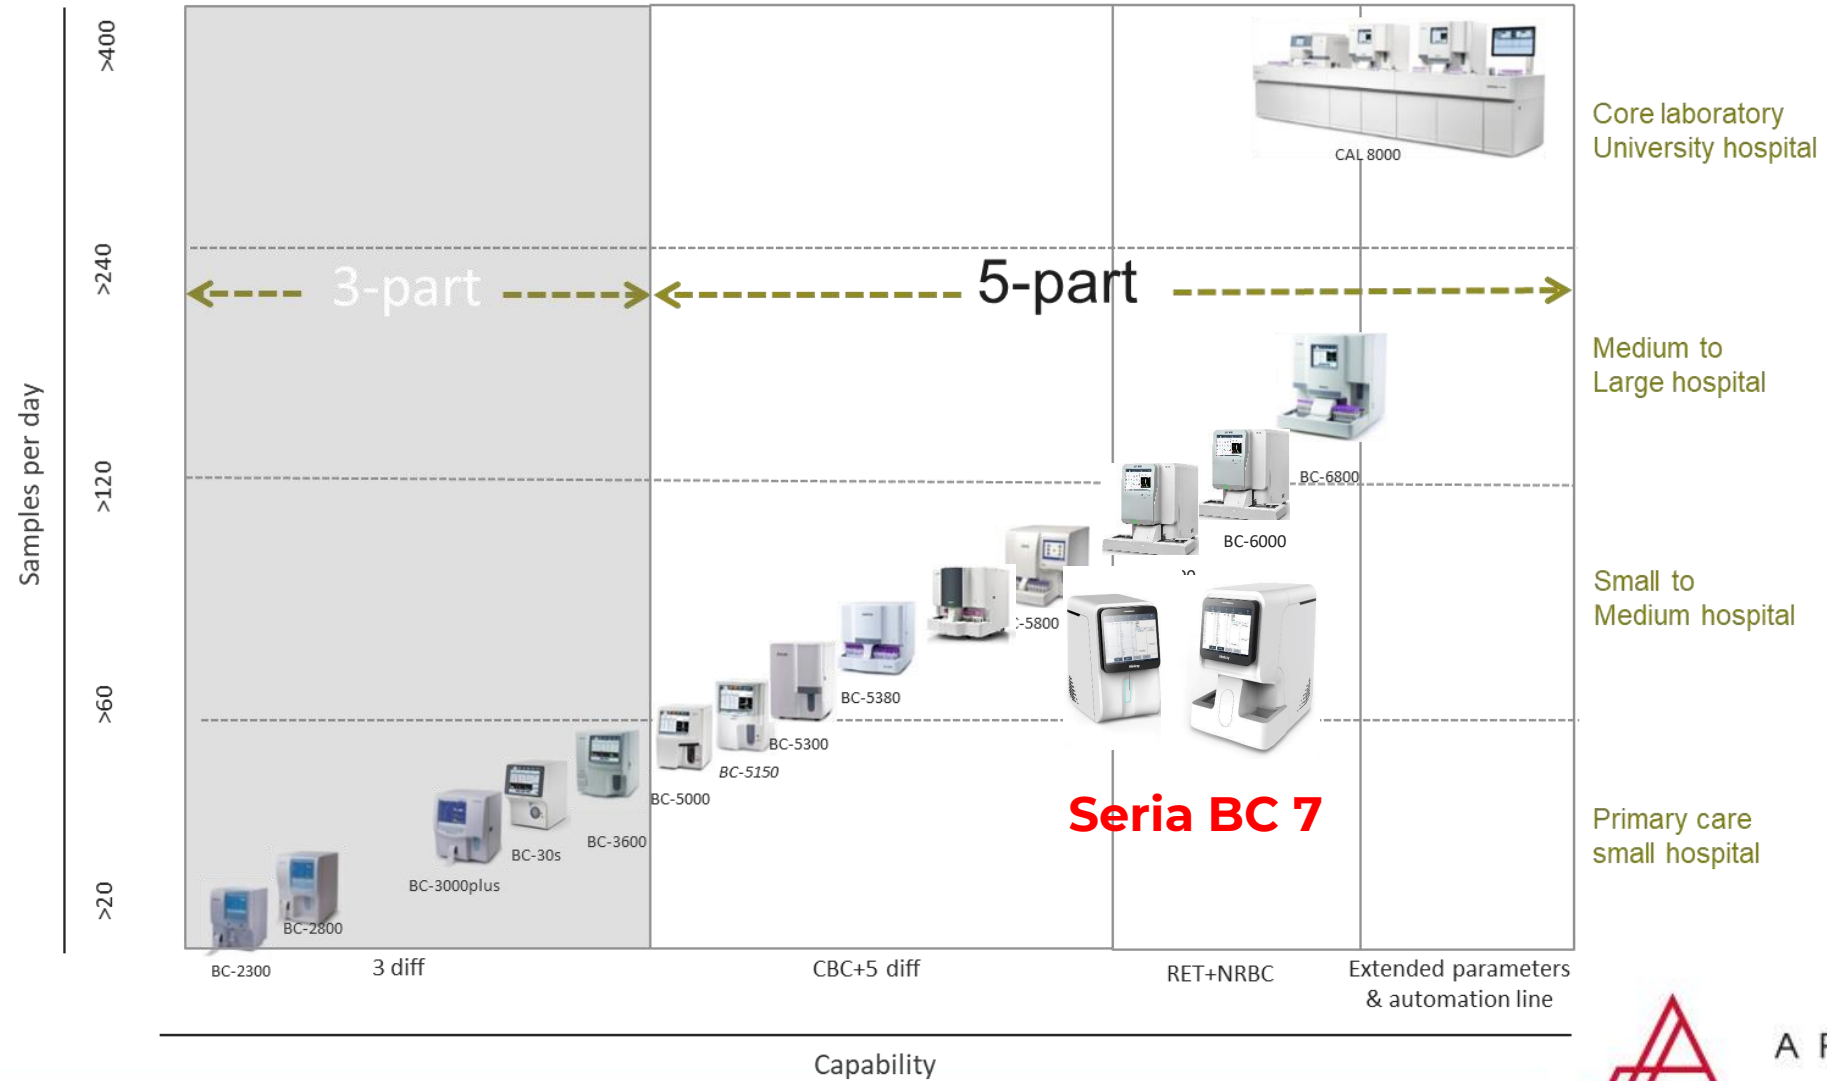 >400
>240
>120
>60
>20
Samples per day
3-part
5-part
CAL 8000
BC-6800
BC-6000
-5800
BC-5380
BC-5300
BC-5150
BC-5000
BC-3600
BC-30s
BC-3000plus
BC-2800
BC-2300
Seria BC 7
Core laboratory
University hospital
Medium to
Large hospital
Small to
Medium hospital
Primary care
small hospital
3 diff
CBC+5 diff
RET+NRBC
Extended parameters
& automation line
Capability
A